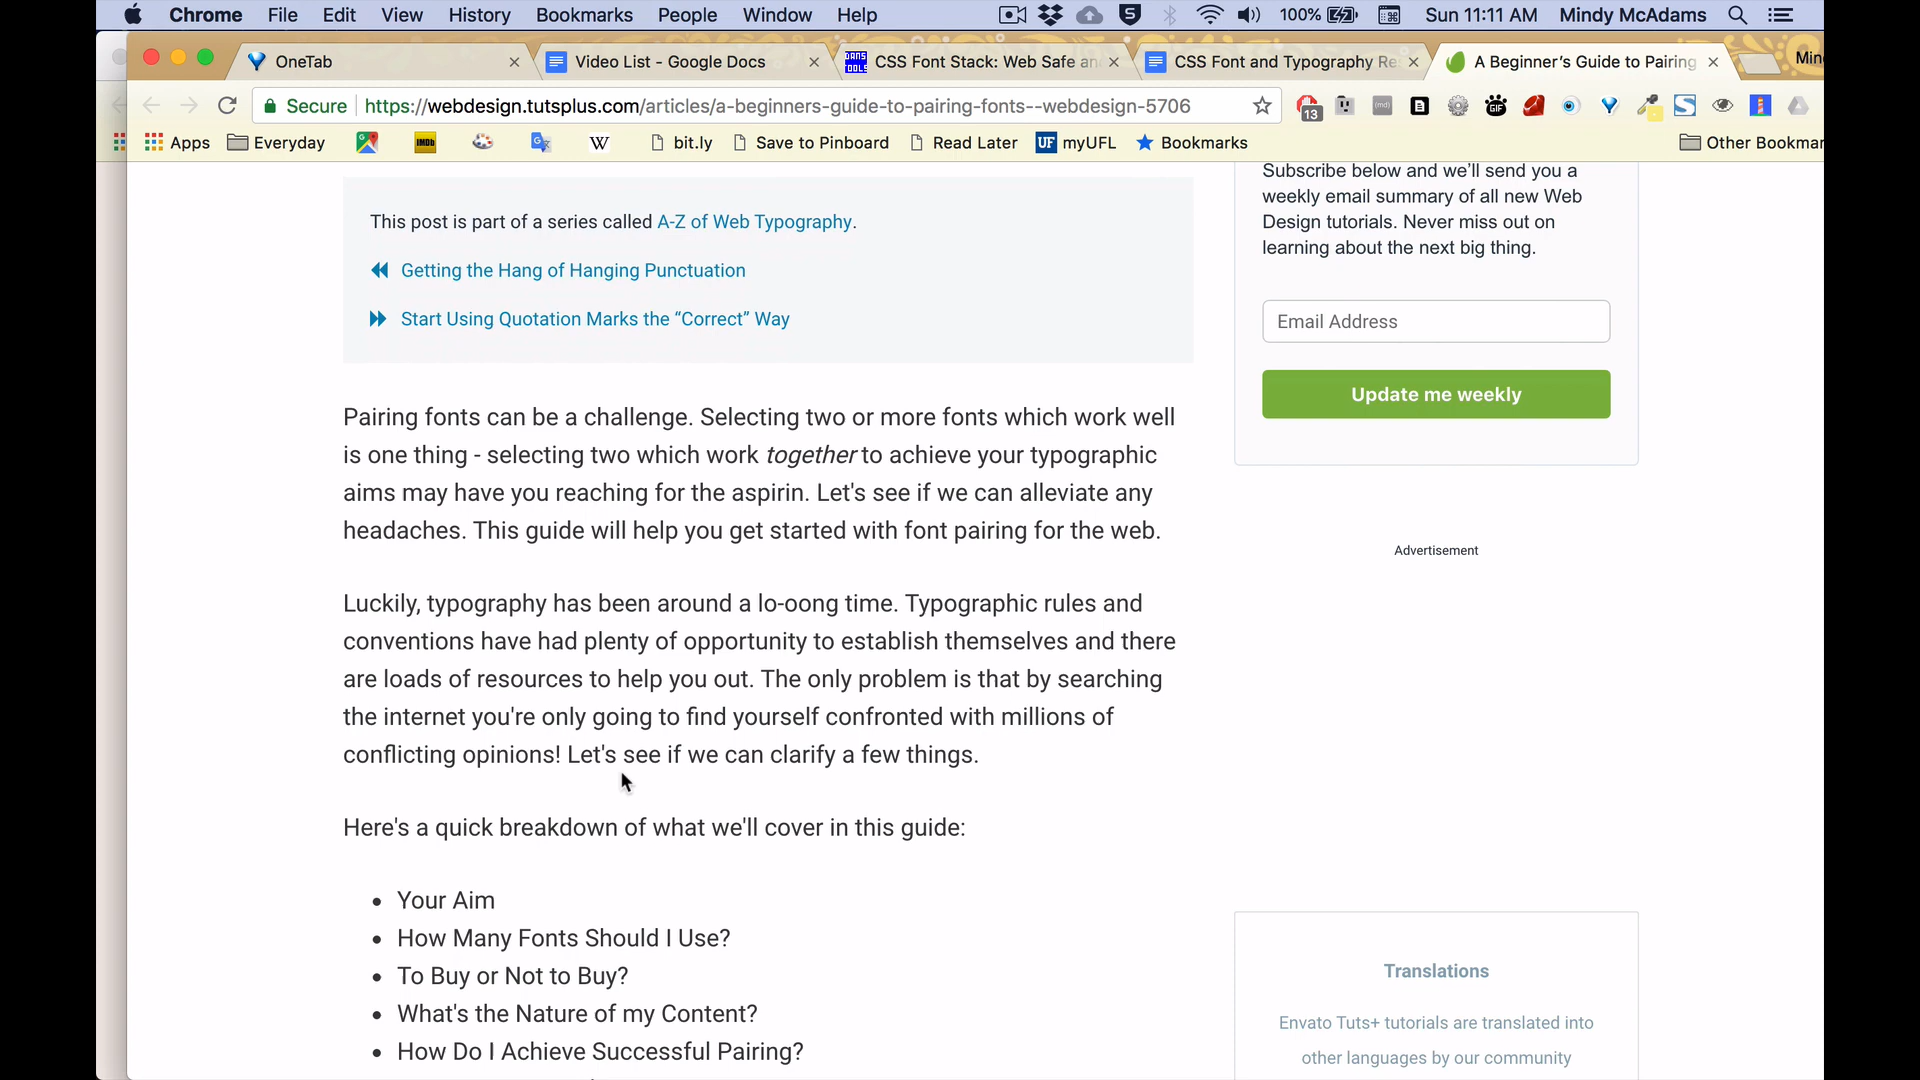 Chrome File Edit View History Bookmarks People Window Help 100% Sun 11:11 AM Mindy McAdams
OneTab
Video List - Google Docs
CSS Font Stack: Web Safe an
CSS Font and Typography Re
A Beginner's Guide to Pairing
Min
Secure https://webdesign.tutsplus.com/articles/a-beginners-guide-to-pairing-fonts--webdesign-5706
13
Apps Everyday IMDb W bit.ly Save to Pinboard Read Later UF myUFL Bookmarks Other Bookmar
This post is part of a series called A-Z of Web Typography.
Getting the Hang of Hanging Punctuation
Start Using Quotation Marks the “Correct” Way
Pairing fonts can be a challenge. Selecting two or more fonts which work well
is one thing - selecting two which work together to achieve your typographic
aims may have you reaching for the aspirin. Let's see if we can alleviate any
headaches. This guide will help you get started with font pairing for the web.
Luckily, typography has been around a lo-oong time. Typographic rules and
conventions have had plenty of opportunity to establish themselves and there
are loads of resources to help you out. The only problem is that by searching
the internet you're only going to find yourself confronted with millions of
conflicting opinions! Let's see if we can clarify a few things.
Here's a quick breakdown of what we'll cover in this guide:
• Your Aim
• How Many Fonts Should I Use?
• To Buy or Not to Buy?
• What's the Nature of my Content?
• How Do I Achieve Successful Pairing?
Subscribe below and we’ll send you a
weekly email summary of all new Web
Design tutorials. Never miss out on
learning about the next big thing.
Email Address
Update me weekly
Advertisement
Translations
Envato Tuts+ tutorials are translated into
other languages by our community